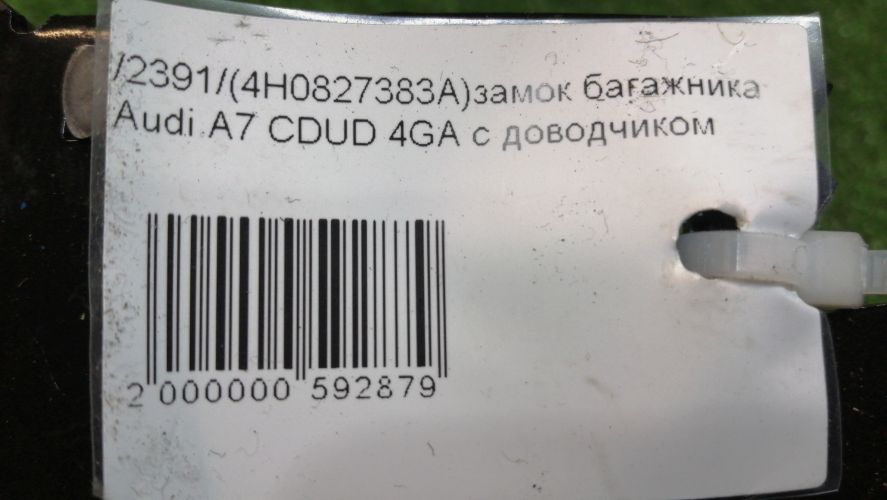 /2391/(4H0827383A)замок багажника
Audi A7 CDUD 4GA с доводчиком
2 000000 592879